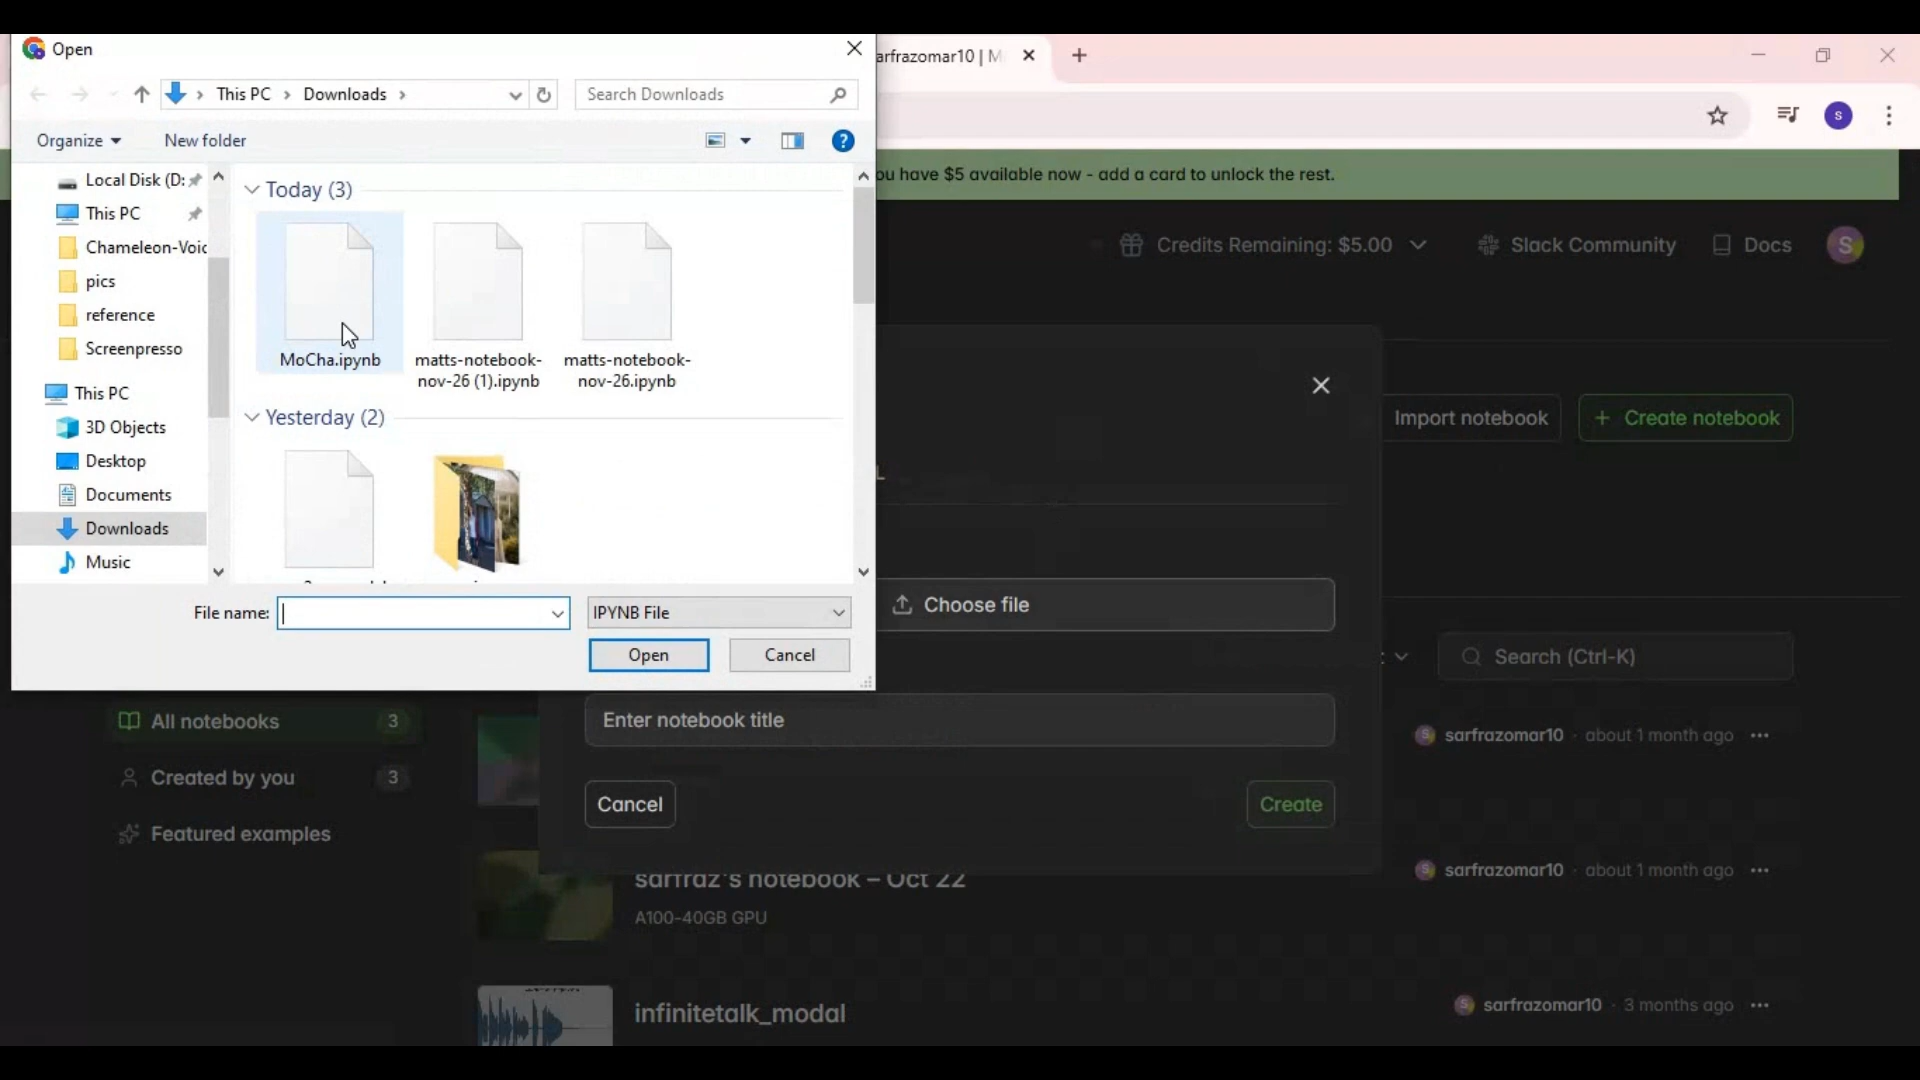 Open
arfrazomar10 | M
This PC
Downloads
Search Downloads
Organize
New folder
ou have $5 available now - add a card to unlock the rest.
Local Disk (D:
This PC
Chameleon-Voic
pics
reference
Screenpresso
This PC
3D Objects
Desktop
Documents
Downloads
Music
Today (3)
MoCha.ipynb
matts-notebook-
nov-26 (1).ipynb
matts-notebook-
nov-26.ipynb
Yesterday (2)
File name:
IPYNB File
Open
Cancel
S
Credits Remaining: $5.00
Slack Community
Docs
S
Import notebook
+ Create notebook
L
Choose file
Search (Ctrl-K)
Enter notebook title
Cancel
Create
All notebooks 3
Created by you 3
Featured examples
sarfrazomar10 · about 1 month ago
sarfraz's notebook – Oct 22
A100-40GB GPU
sarfrazomar10 · about 1 month ago
infinitetalk_modal
sarfrazomar10 · 3 months ago